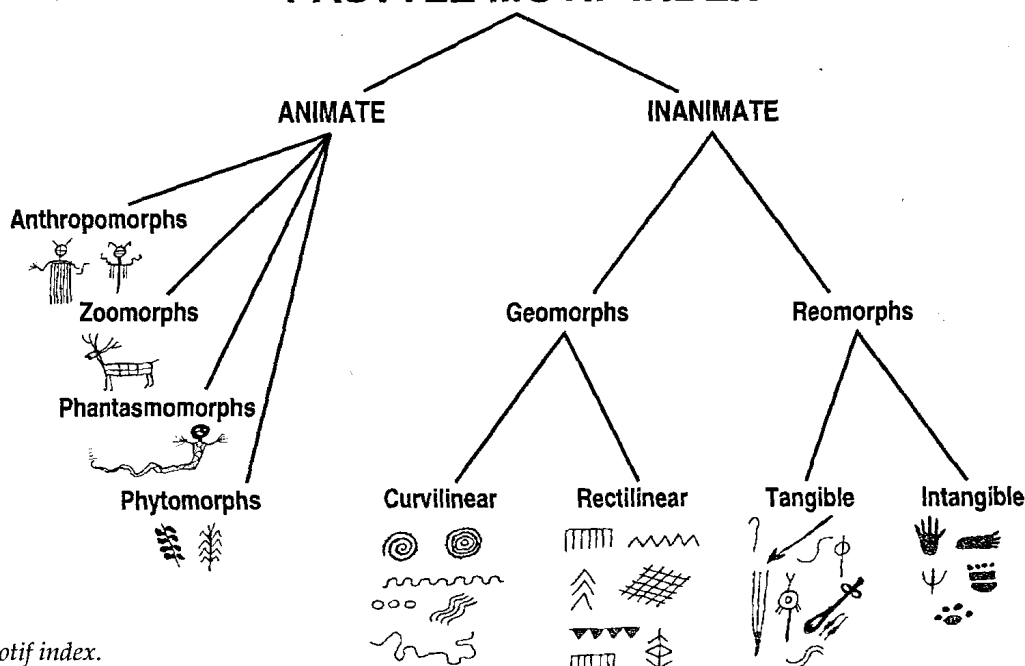 ANIMATE
INANIMATE
Anthropomorphs
Zoomorphs
Geomorphs
Reomorphs
Phantasmomorphs
Phytomorphs
Curvilinear
Rectilinear
Tangible
Intangible
otif index.